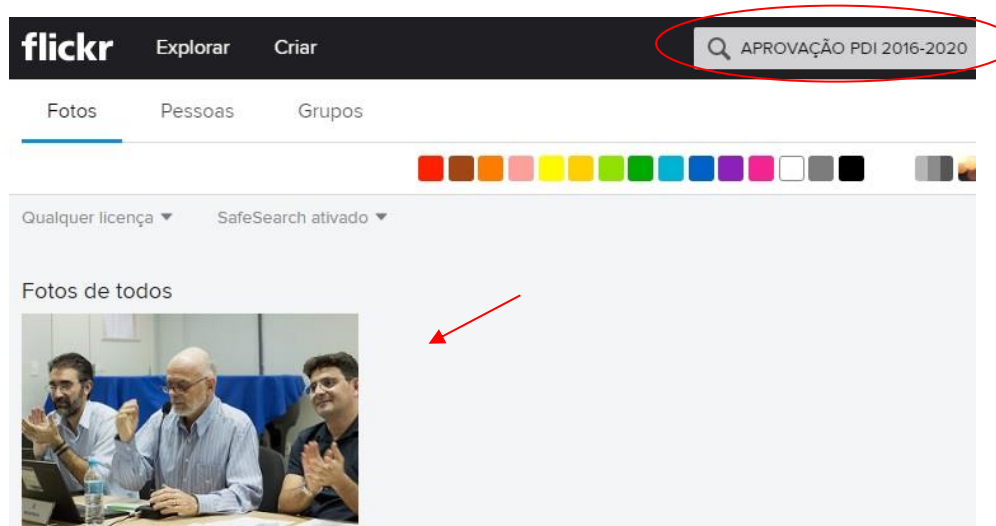 flickr Explorar Criar APROVAÇÃO PDI 2016-2020
Fotos Pessoas Grupos
Qualquer licença SafeSearch ativado
Fotos de todos